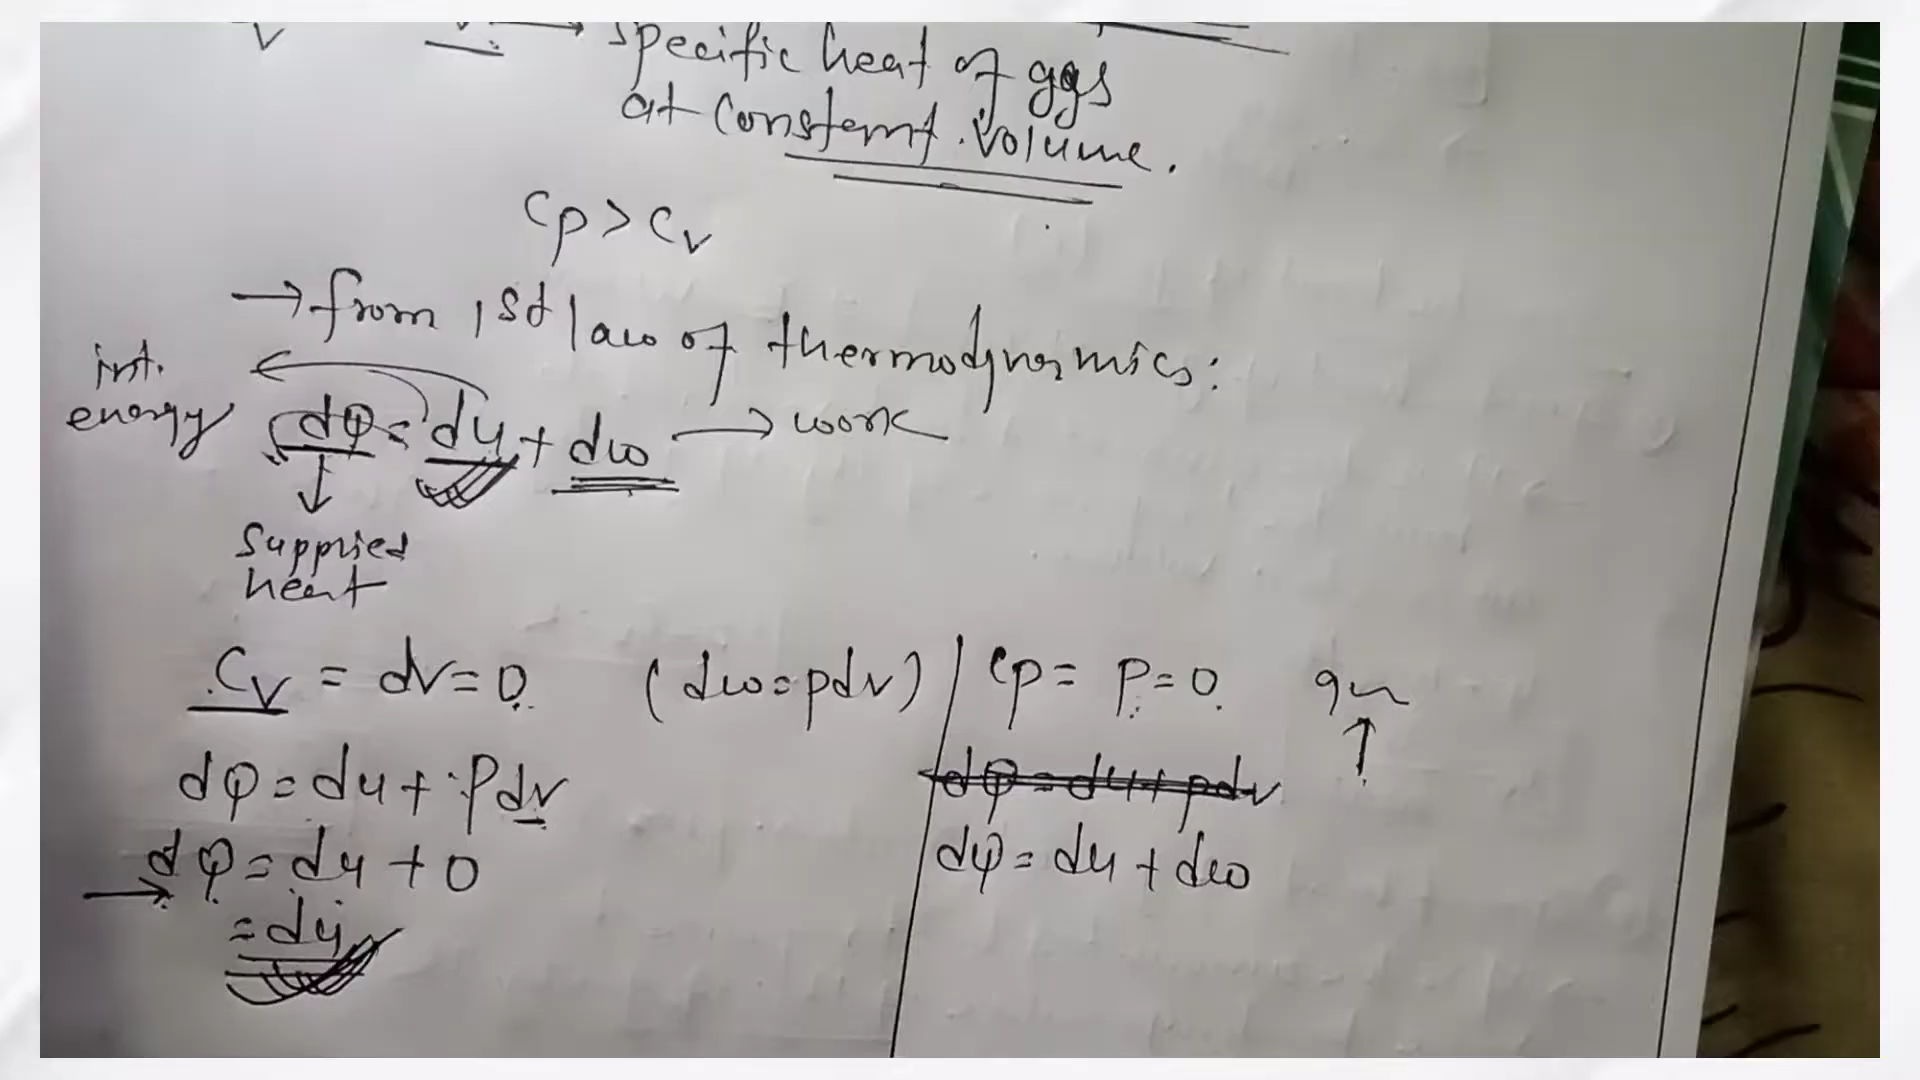 V → specific heat of gas
at constant volume.
Cp > Cv
→ from 1st law of thermodynamics:
int.
energy
dQ = du + dw → work
↓
Supplied
heat
Cv = dv = 0 (dw = pdv)
dQ = du + Pdv
dQ = du + 0
→
= du
Cp = P = 0
↑
dQ = du + pdv
dQ = du + dw